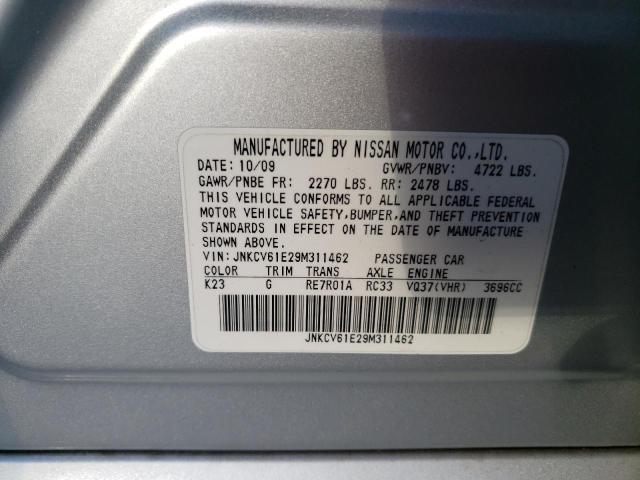 MANUFACTURED BY NISSAN MOTOR CO.,LTD.
DATE: 10/09 GVWR/PNBV: 4722 LBS.
GAWR/PNBE FR: 2270 LBS. RR: 2478 LBS.
THIS VEHICLE CONFORMS TO ALL APPLICABLE FEDERAL
MOTOR VEHICLE SAFETY,BUMPER,AND THEFT PREVENTION
STANDARDS IN EFFECT ON THE DATE OF MANUFACTURE
SHOWN ABOVE.
VIN: JNKCV61E29M311462 PASSENGER CAR
COLOR TRIM TRANS AXLE ENGINE
K23 G RE7R01A RC33 VQ37(VHR) 3696CC
JNKCV61E29M311462